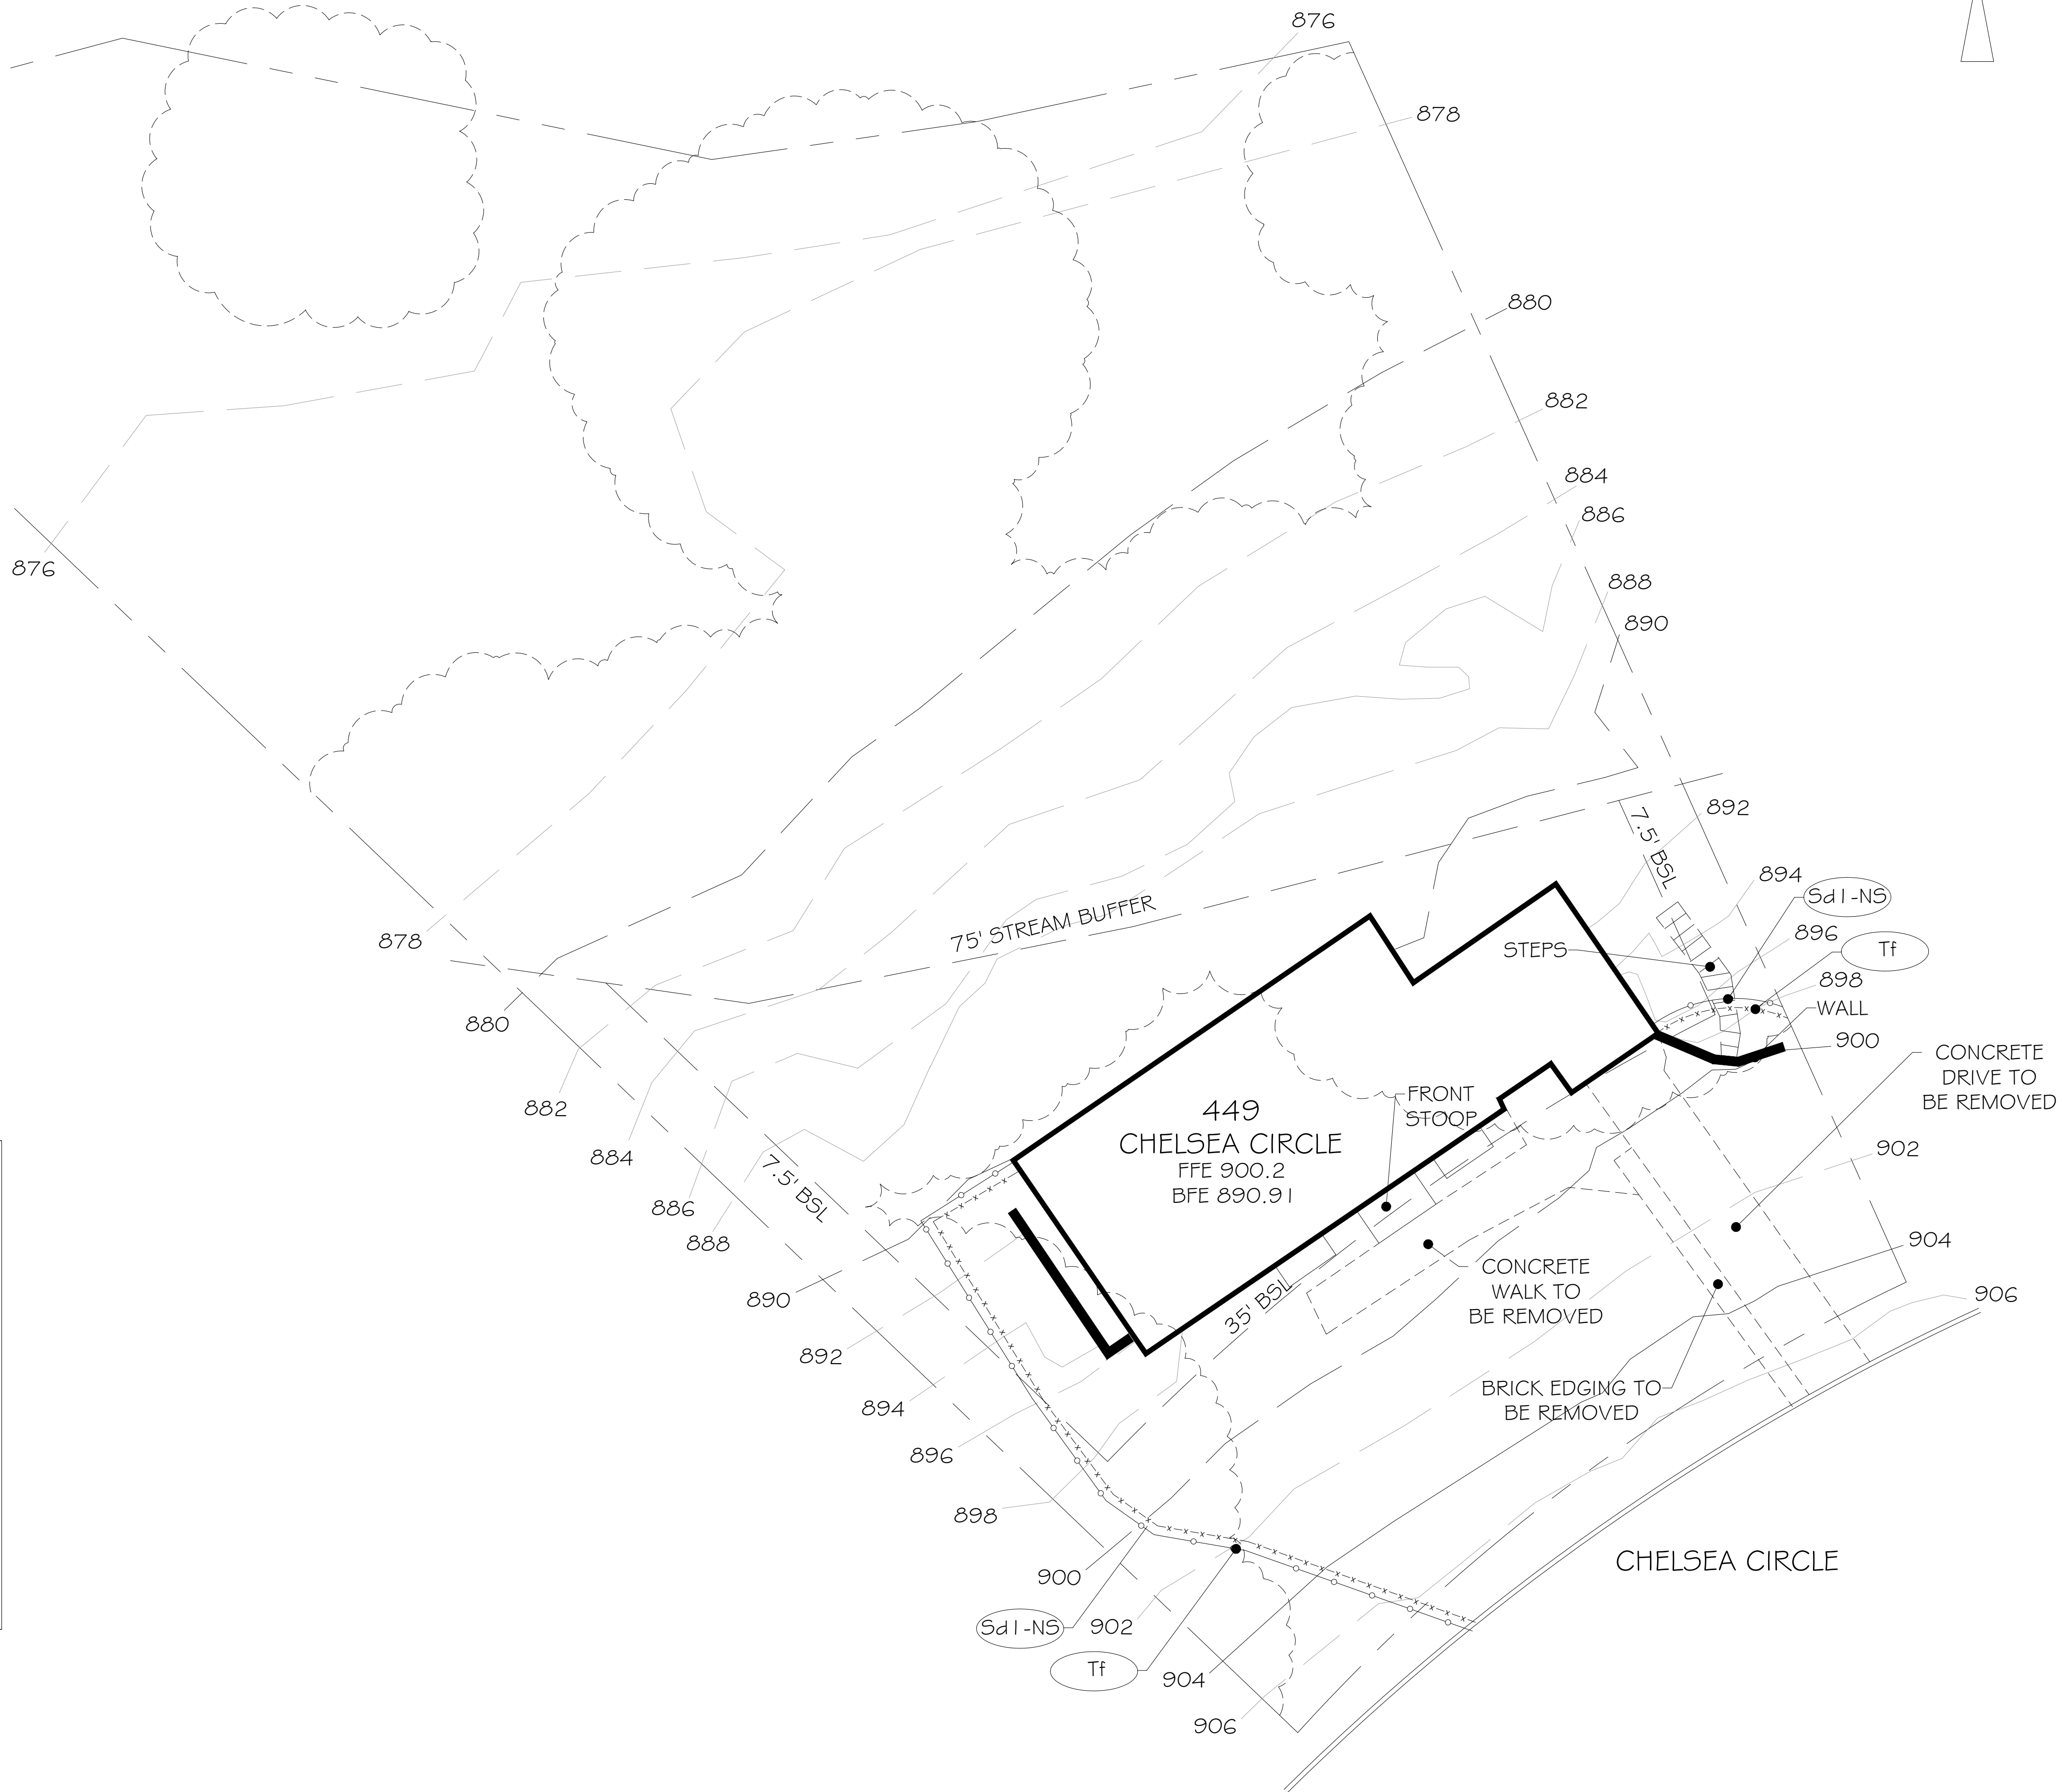 876
878
880
882
884
886
876
888
890
892
7.5' BSL
894
Sd1-NS
75' STREAM BUFFER
896
878
STEPS
Tf
898
WALL
880
900
CONCRETE
DRIVE TO
BE REMOVED
FRONT
STOOP
882
449
CHELSEA CIRCLE
FFE 900.2
BFE 890.91
902
884
7.5' BSL
886
888
904
CONCRETE
WALK TO
BE REMOVED
890
906
35' BSL
892
BRICK EDGING TO
BE REMOVED
894
896
898
CHELSEA CIRCLE
900
Sd1-NS
902
Tf
904
906